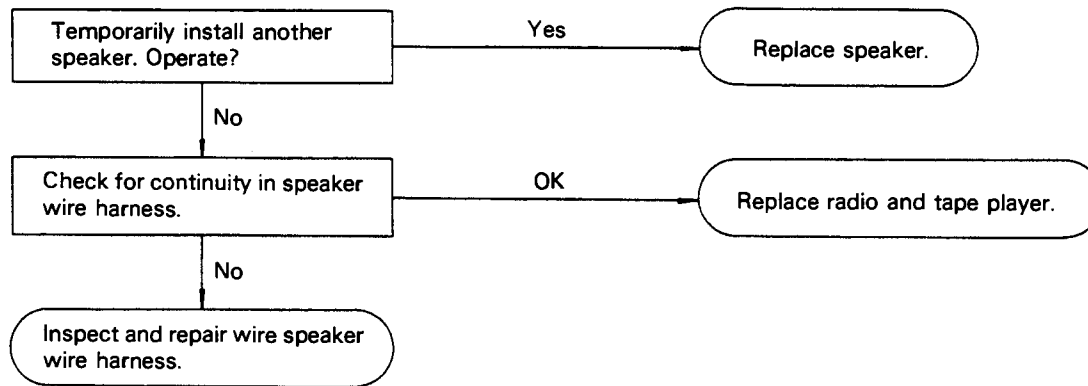 Temporarily install another
speaker. Operate?
Yes
Replace speaker.
No
Check for continuity in speaker
wire harness.
OK
Replace radio and tape player.
No
Inspect and repair wire speaker
wire harness.